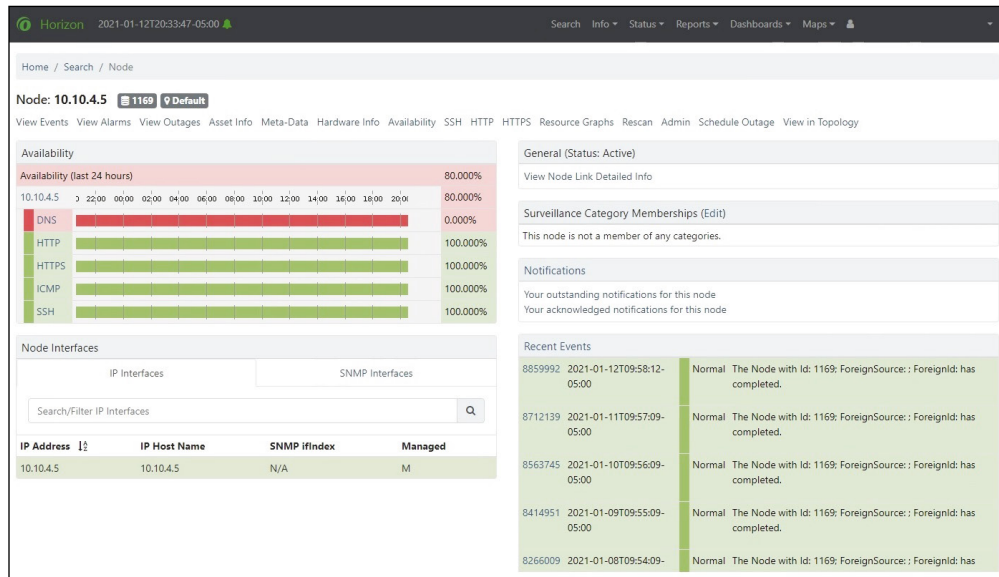 Horizon 2021-01-12T20:33:47-05:00
Search Info Status Reports Dashboards Maps
Home / Search / Node
Node: 10.10.4.5 1169 Default
View Events View Alarms View Outages Asset Info Meta-Data Hardware Info Availability SSH HTTP HTTPS Resource Graphs Rescan Admin Schedule Outage View in Topology
Availability
Availability (last 24 hours) 80.000%
10.10.4.5 22:00 00:00 02:00 04:00 06:00 08:00 10:00 12:00 14:00 16:00 18:00 80.000%
DNS 0.000%
HTTP 100.000%
HTTPS 100.000%
ICMP 100.000%
SSH 100.000%
Node Interfaces
IP Interfaces SNMP Interfaces
Search/Filter IP Interfaces
IP Address IP Host Name SNMP ifIndex Managed
10.10.4.5 10.10.4.5 N/A M
General (Status: Active)
View Node Link Detailed Info
Surveillance Category Memberships (Edit)
This node is not a member of any categories.
Notifications
Your outstanding notifications for this node
Your acknowledged notifications for this node
Recent Events
8859992 2021-01-12T09:58:12- Normal The Node with Id: 1169; ForeignSource: ; ForeignId: has
05:00 completed.
8712139 2021-01-11T09:57:09- Normal The Node with Id: 1169; ForeignSource: ; ForeignId: has
05:00 completed.
8563745 2021-01-10T09:56:09- Normal The Node with Id: 1169; ForeignSource: ; ForeignId: has
05:00 completed.
8414951 2021-01-09T09:55:09- Normal The Node with Id: 1169; ForeignSource: ; ForeignId: has
05:00 completed.
8266009 2021-01-08T09:54:09- Normal The Node with Id: 1169; ForeignSource: ; ForeignId: has